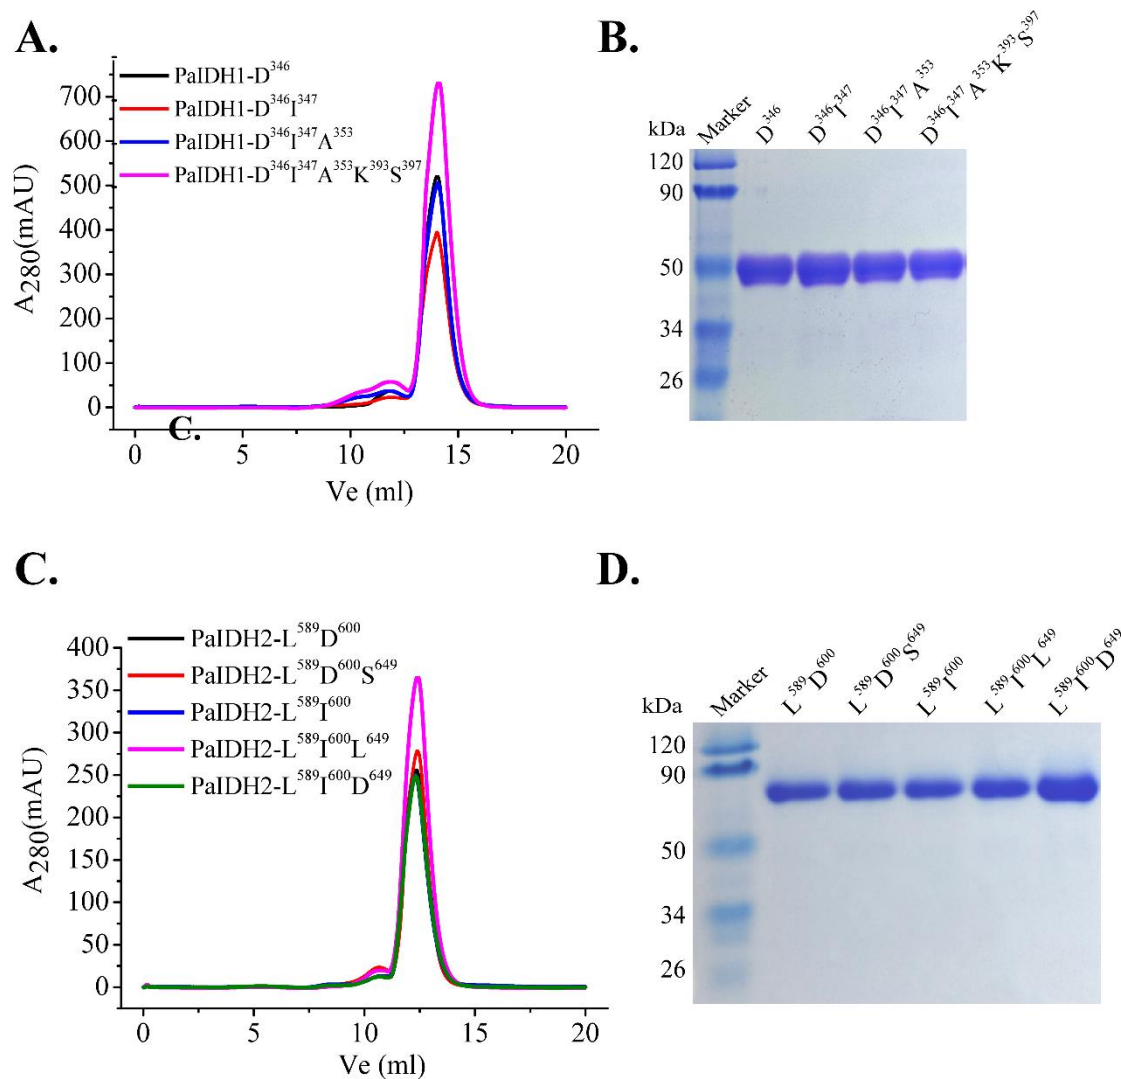 A.
PaIDH1-D³⁴⁶
PaIDH1-D³⁴⁶I³⁴⁷
PaIDH1-D³⁴⁶I³⁴⁷A³⁵³
PaIDH1-D³⁴⁶I³⁴⁷A³⁵³K³⁹³S³⁹⁷
700
600
500
400
300
200
100
0
A₂₈₀(mAU)
C.
0 5 10 15 20
Ve (ml)
B.
kDa
Marker
D³⁴⁶
D³⁴⁶I³⁴⁷
D³⁴⁶I³⁴⁷A³⁵³
D³⁴⁶I³⁴⁷A³⁵³K³⁹³S³⁹⁷
120
90
50
34
26
C.
PaIDH2-L⁵⁸⁹D⁶⁰⁰
PaIDH2-L⁵⁸⁹D⁶⁰⁰S⁶⁴⁹
PaIDH2-L⁵⁸⁹I⁶⁰⁰
PaIDH2-L⁵⁸⁹I⁶⁰⁰L⁶⁴⁹
PaIDH2-L⁵⁸⁹I⁶⁰⁰D⁶⁴⁹
400
350
300
250
200
150
100
50
0
A₂₈₀(mAU)
0 5 10 15 20
Ve (ml)
D.
kDa
Marker
L⁵⁸⁹D⁶⁰⁰
L⁵⁸⁹D⁶⁰⁰S⁶⁴⁹
L⁵⁸⁹I⁶⁰⁰
L⁵⁸⁹I⁶⁰⁰L⁶⁴⁹
L⁵⁸⁹I⁶⁰⁰D⁶⁴⁹
120
90
50
34
26